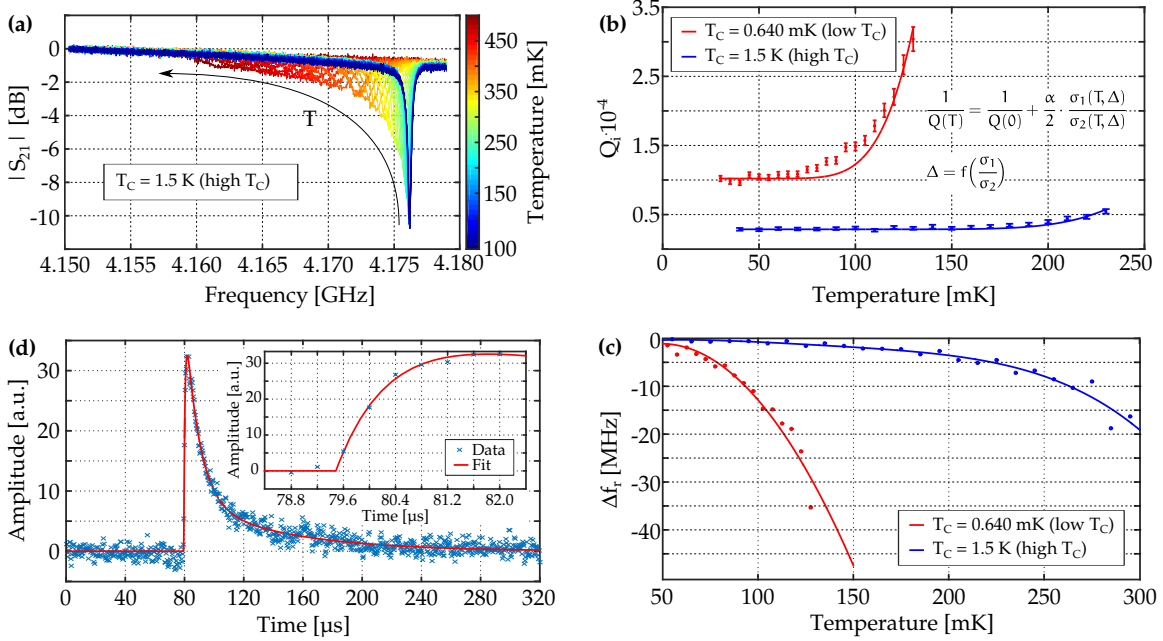 (a)
|S21| [dB]
0
-2
-4
-6
-8
-10
T
TC = 1.5 K (high TC)
4.150 4.155 4.160 4.165 4.170 4.175 4.180
Frequency [GHz]
400
300
200
100
Temperature [mK]
(b)
Qi·10-4
3.5
2.5
1.5
0.5
TC = 0.640 mK (low TC)
TC = 1.5 K (high TC)
1/Q(T) = 1/Q(0) + α/2 · σ1(T,Δ)/σ2(T,Δ)
Δ = f(σ1/σ2)
0 50 100 150 200 250
Temperature [mK]
(d)
Amplitude [a.u.]
30
20
10
0
0 40 80 120 160 200 240 280 320
Time [µs]
Amplitude [a.u.]
30
20
10
0
78.8 79.6 80.4 81.2 82.0
Time [µs]
Data
Fit
(c)
Δfr [MHz]
0
-10
-20
-30
-40
TC = 0.640 mK (low TC)
TC = 1.5 K (high TC)
50 100 150 200 250 300
Temperature mK]